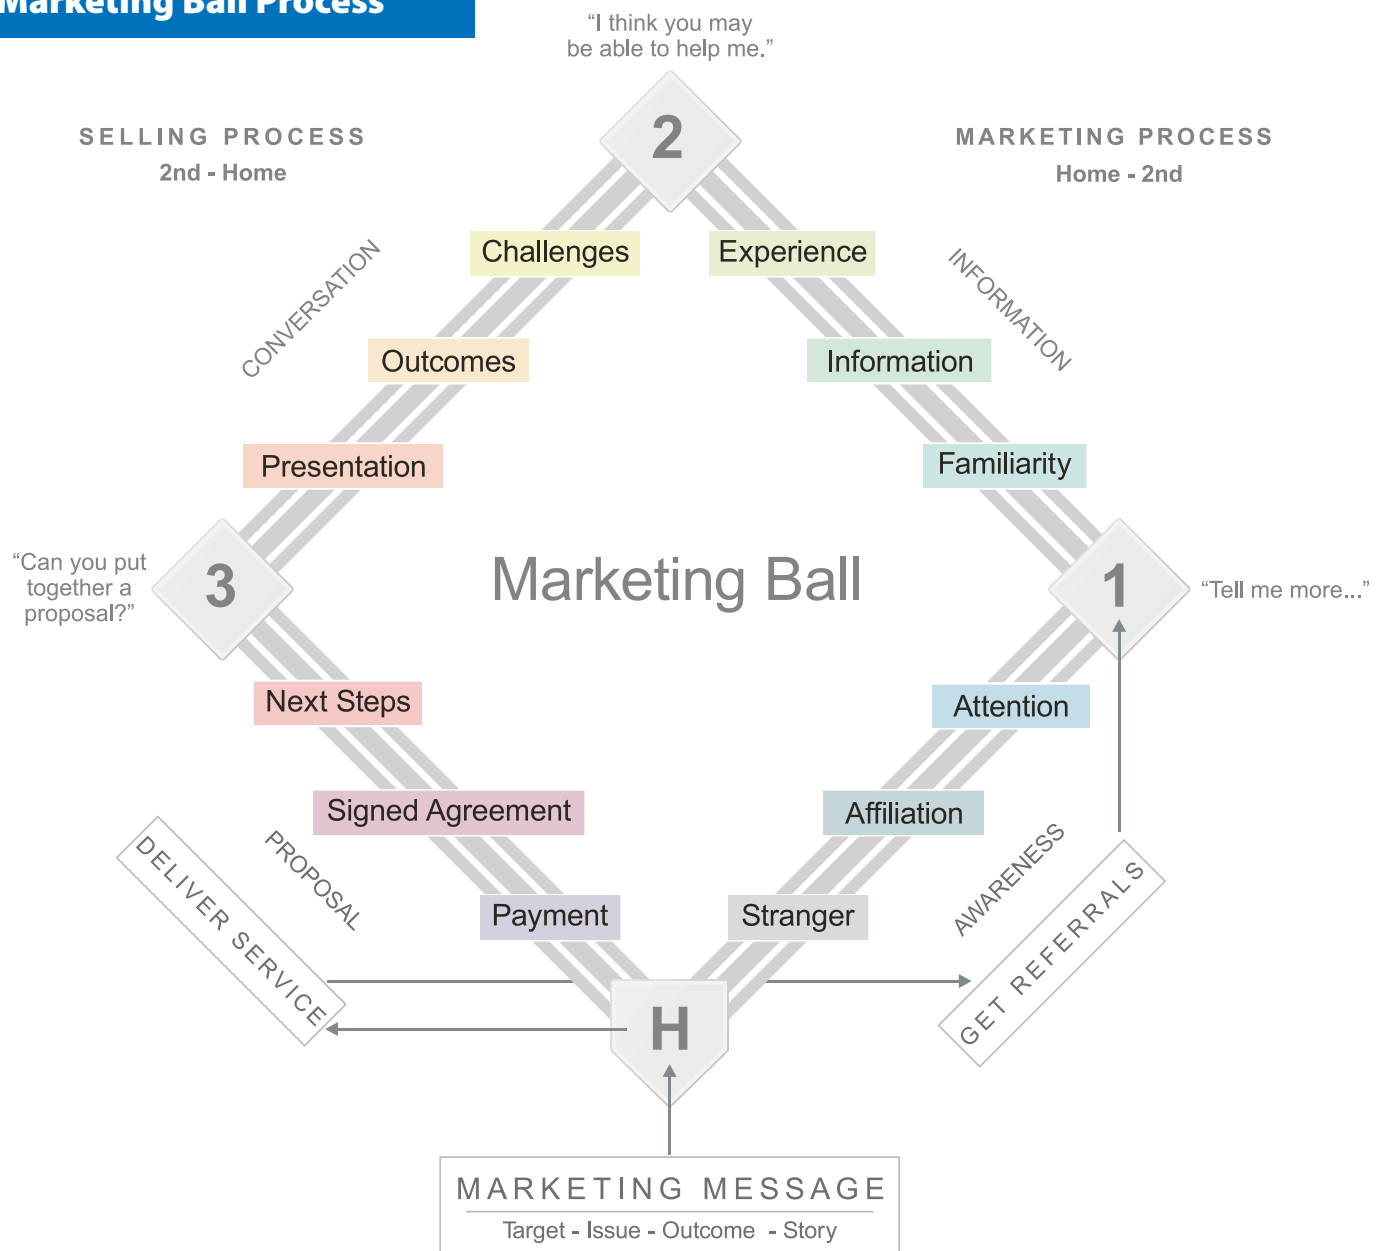 Marketing Ball Process
“I think you may
be able to help me.”
SELLING PROCESS
2nd - Home
MARKETING PROCESS
Home - 2nd
2
CONVERSATION
Challenges
Experience
INFORMATION
Outcomes
Information
Presentation
Familiarity
“Can you put
together a
proposal?”
3
Marketing Ball
1
“Tell me more...”
Next Steps
Attention
Signed Agreement
Affiliation
DELIVER SERVICE
PROPOSAL
Payment
Stranger
AWARENESS
GET REFERRALS
H
MARKETING MESSAGE
Target - Issue - Outcome - Story